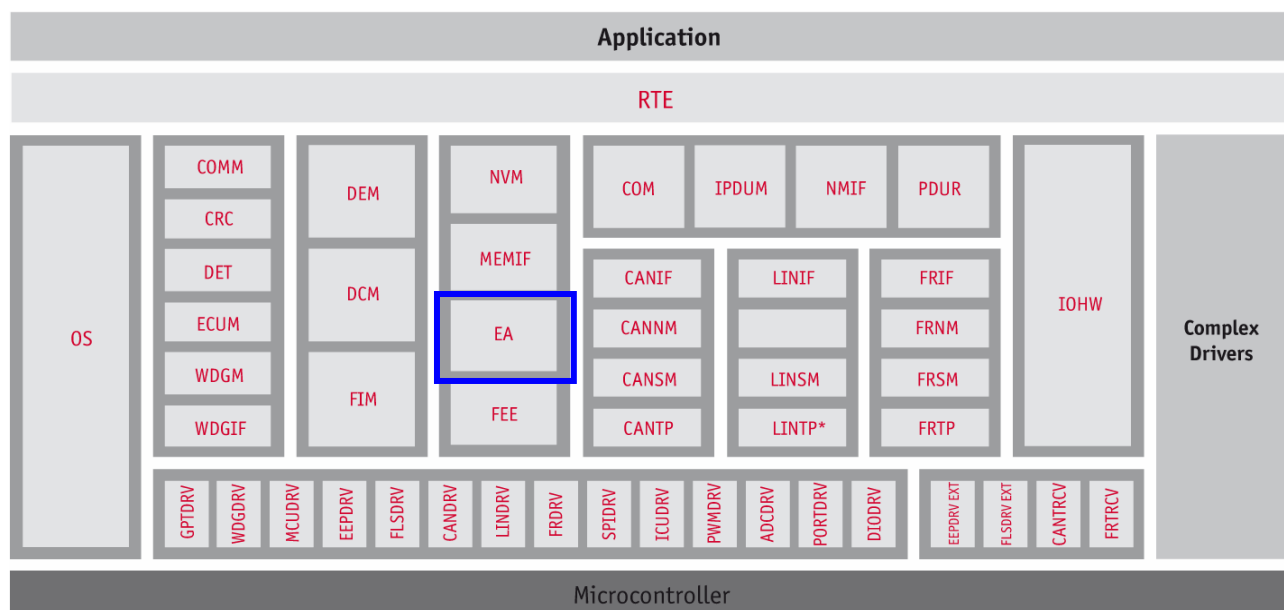 Application
RTE
OS
COMM
CRC
DET
ECUM
WDGM
WDGIF
DEM
DCM
FIM
NVM
MEMIF
EA
FEE
COM
IPDUM
NMIF
PDUR
CANIF
CANNM
CANSM
CANTP
LINIF
LINSM
LINTP*
FRIF
FRNM
FRSM
FRTP
IOHW
Complex
Drivers
GPTDRV
WDGDRV
MCUDRV
EEPDRV
FLSDRV
CANDRV
LINDRV
FRDRV
SPIDRV
ICUDRV
PWMDRV
ADCDRV
PORTDRV
DIODRV
EEPDRV EXT
FLSDRV EXT
CANTRCV
FRTRCV
Microcontroller